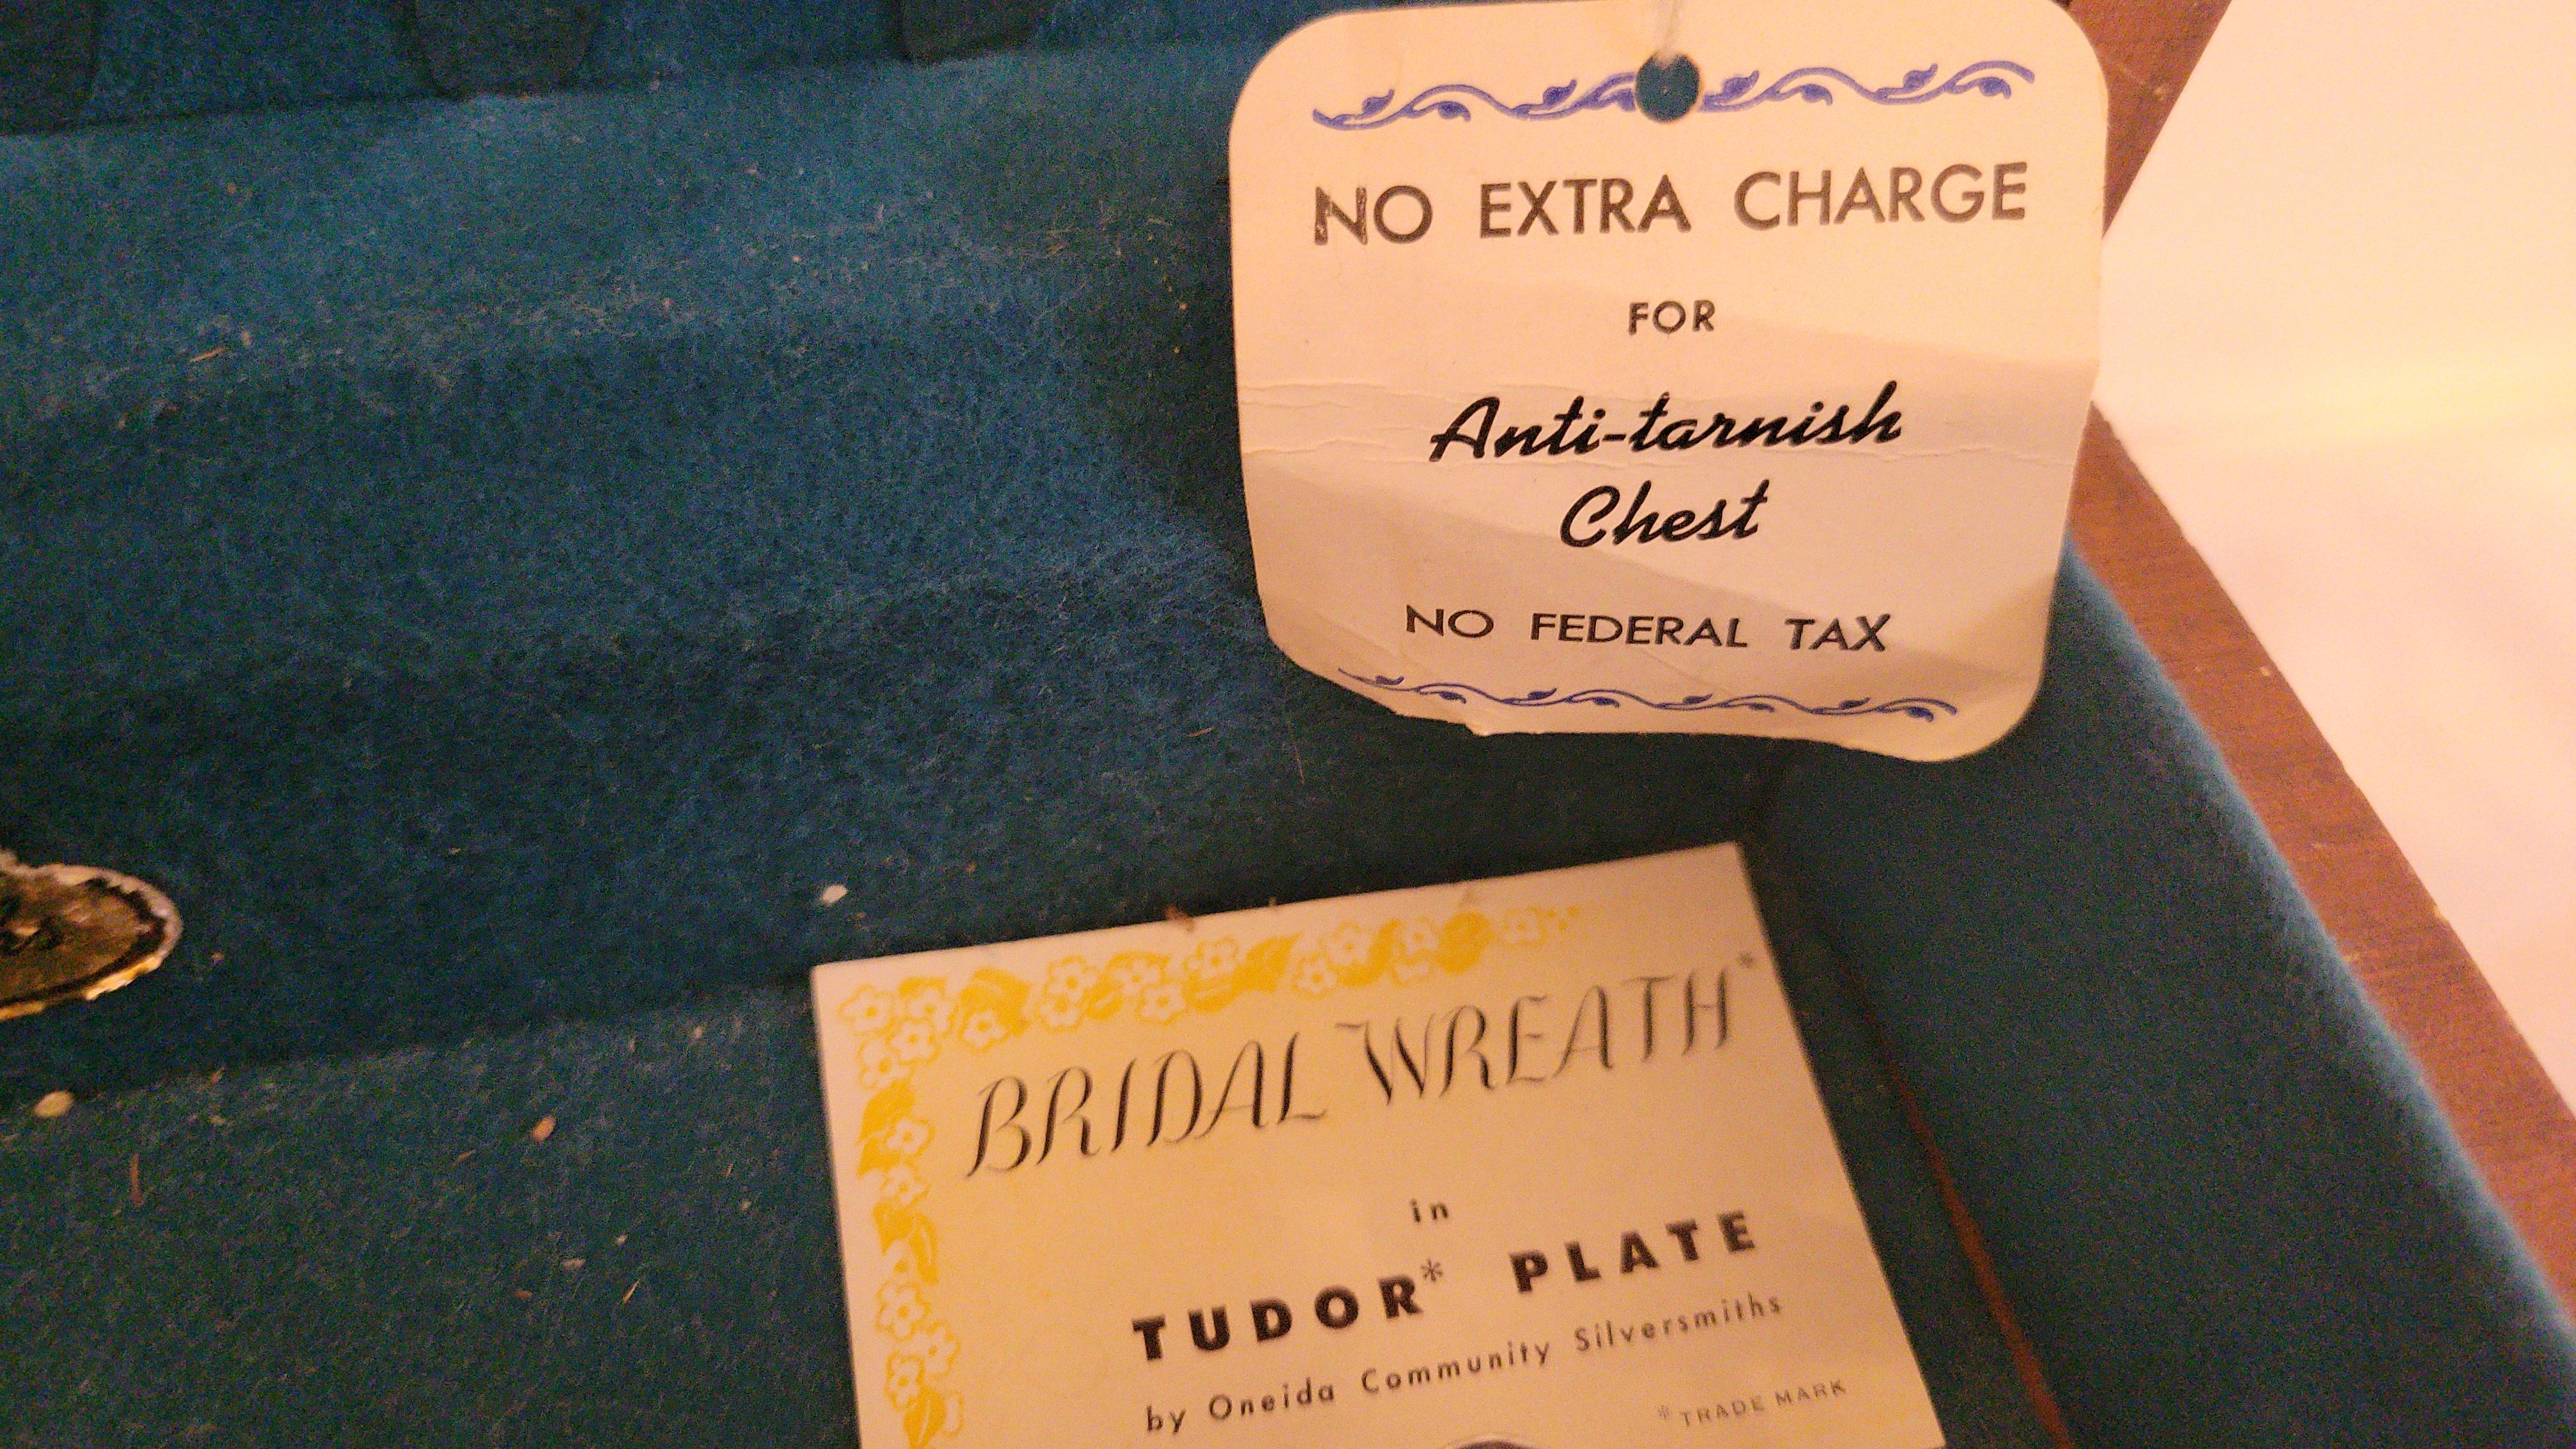 NO EXTRA CHARGE
FOR
Anti-tarnish
Chest
NO FEDERAL TAX
BRIDAL WREATH*
in
TUDOR* PLATE
by Oneida Community Silversmiths
*TRADE MARK